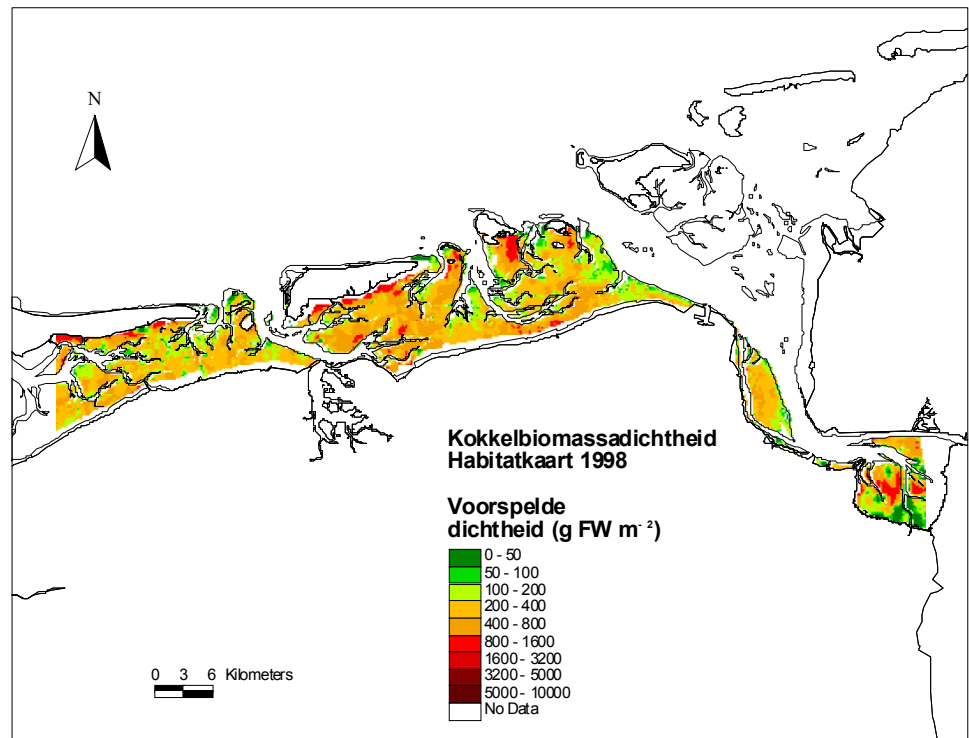 N
Kokkelbiomassadichtheid
Habitatkaart 1998
Voorspelde
dichtheid (g FW m⁻²)
0 - 50
50 - 100
100 - 200
200 - 400
400 - 800
800 - 1600
1600 - 3200
3200 - 5000
5000 - 10000
No Data
0 3 6 Kilometers